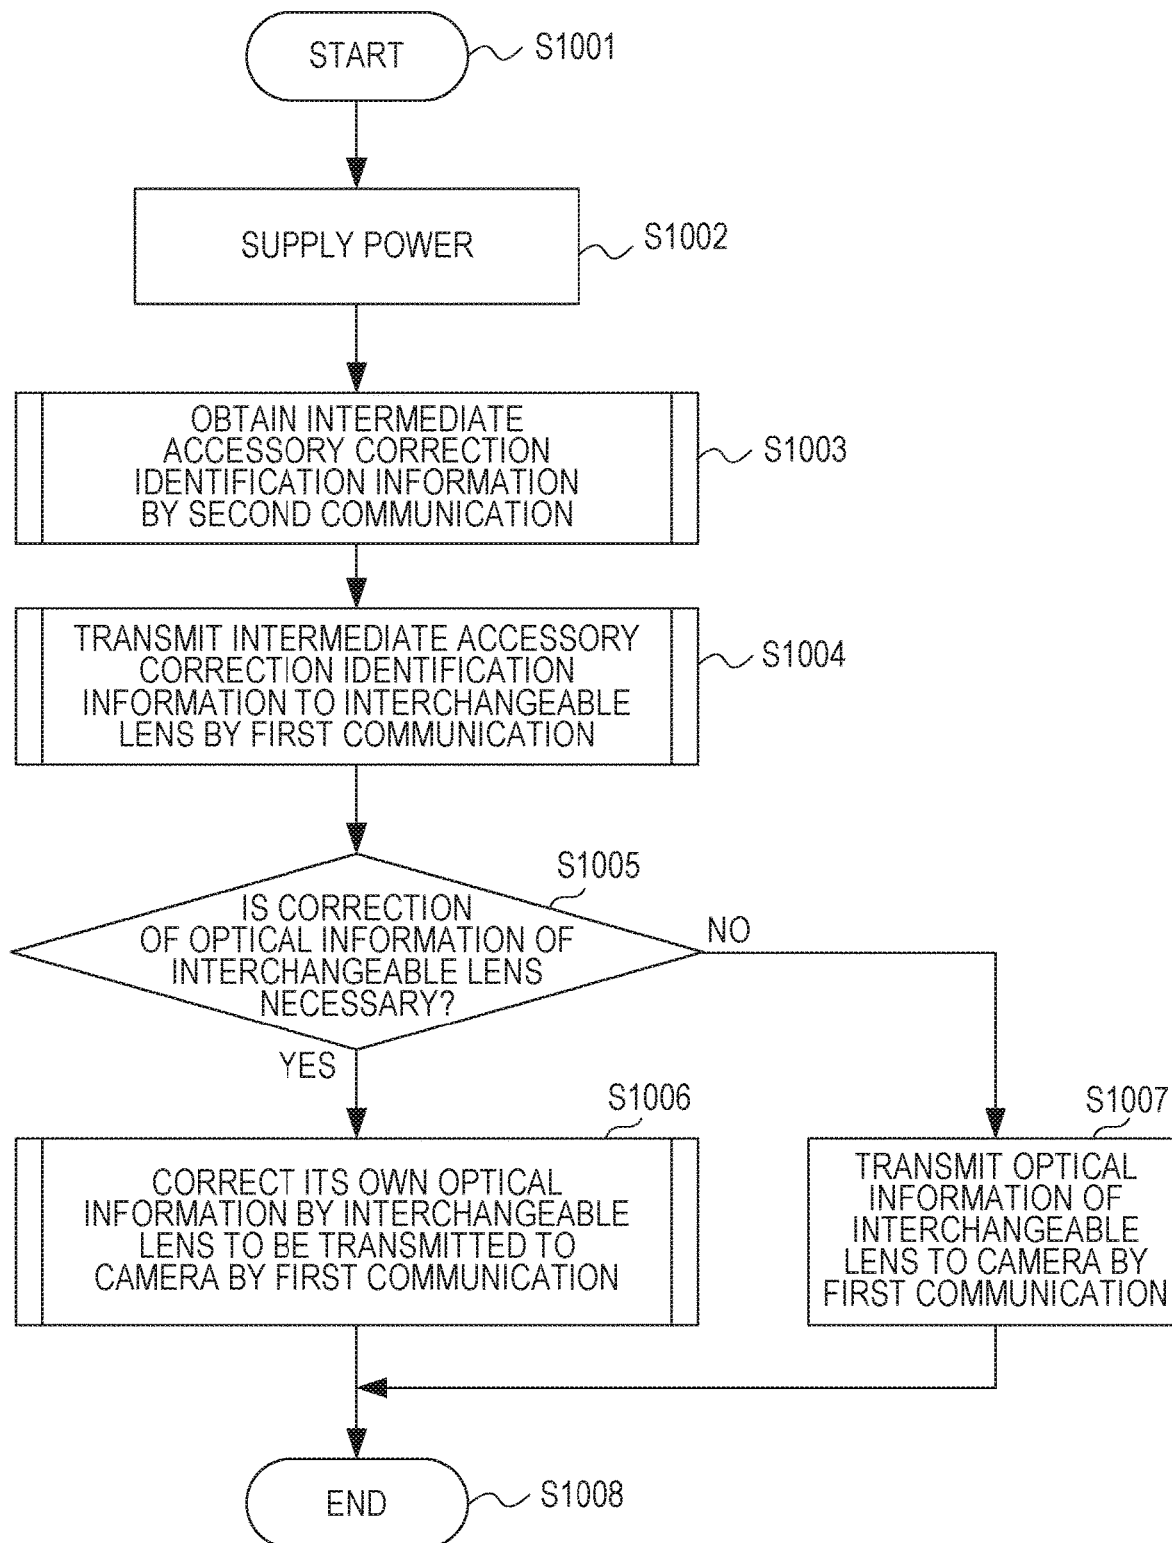 START
S1001
SUPPLY POWER
S1002
OBTAIN INTERMEDIATE
ACCESSORY CORRECTION
IDENTIFICATION INFORMATION
BY SECOND COMMUNICATION
S1003
TRANSMIT INTERMEDIATE ACCESSORY
CORRECTION IDENTIFICATION
INFORMATION TO INTERCHANGEABLE
LENS BY FIRST COMMUNICATION
S1004
S1005
IS CORRECTION
OF OPTICAL INFORMATION OF
INTERCHANGEABLE LENS
NECESSARY?
NO
YES
S1006
CORRECT ITS OWN OPTICAL
INFORMATION BY INTERCHANGEABLE
LENS TO BE TRANSMITTED TO
CAMERA BY FIRST COMMUNICATION
S1007
TRANSMIT OPTICAL
INFORMATION OF
INTERCHANGEABLE
LENS TO CAMERA BY
FIRST COMMUNICATION
END
S1008